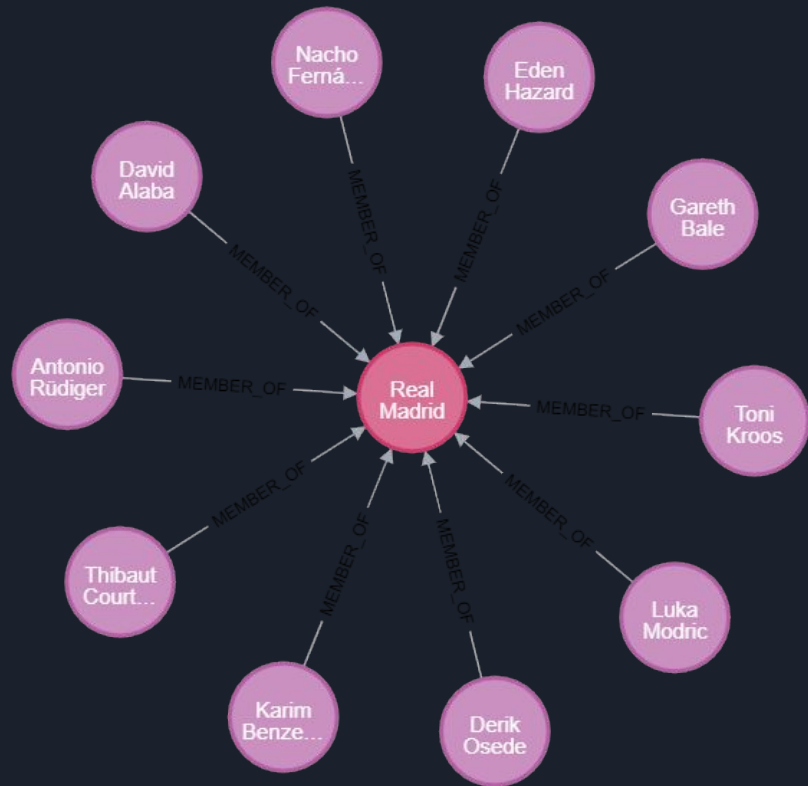 Nacho
Ferná...
Eden
Hazard
David
Alaba
Gareth
Bale
MEMBER_OF
MEMBER_OF
MEMBER_OF
MEMBER_OF
Antonio
Rüdiger
MEMBER_OF
Real
Madrid
MEMBER_OF
Toni
Kroos
MEMBER_OF
MEMBER_OF
MEMBER_OF
MEMBER_OF
Thibaut
Court...
Luka
Modric
Karim
Benze...
Derik
Osede